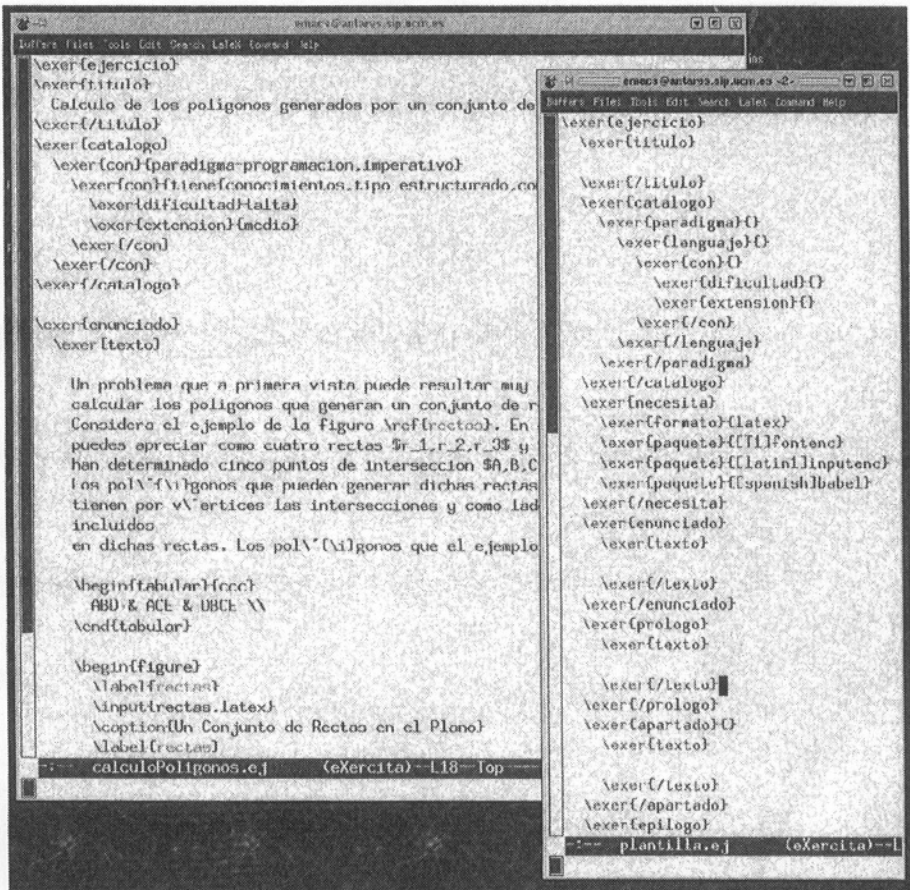 emacs@antares.sip.ucm.es
Buffers Files Tools Edit Search LaTeX Command Help
\exer{ejercicio}
\exer{titulo}
Calculo de los poligonos generados por un conjunto de
\exer{/titulo}
\exer{catalogo}
\exer{con}{paradigma-programacion.imperativo}
\exer{con}{tiene{conocimientos.tipo estructurado.co
\exer{dificultad}{alta}
\exer{extension}{medio}
\exer{/con}
\exer{/con}
\exer{/catalogo}
\exer{enunciado}
\exer{texto}
Un problema que a primera vista puede resultar muy
calcular los poligonos que generan un conjunto de r
Considera el ejemplo de la figura \ref{rectas}. En
puedes apreciar como cuatro rectas $r_1,r_2,r_3$ y
han determinado cinco puntos de interseccion $A,B,C
Los pol\'{\i}gonos que pueden generar dichas rectas
tienen por v\'ertices las intersecciones y como lad
incluidos
en dichas rectas. Los pol\'{\i}gonos que el ejemplo
\begin{tabular}{ccc}
ABD & ACE & DBCE \\
\end{tabular}
\begin{figure}
\label{rectas}
\input{rectas.latex}
\caption{Un Conjunto de Rectas en el Plano}
\label{rectas}
-:-- calculoPoligonos.ej (eXercita)--L18--Top----
emacs@antares.sip.ucm.es <2>
Buffers Files Tools Edit Search LaTeX Command Help
\exer{ejercicio}
\exer{titulo}
\exer{/titulo}
\exer{catalogo}
\exer{paradigma}{}
\exer{lenguaje}{}
\exer{con}{}
\exer{dificultad}{}
\exer{extension}{}
\exer{/con}
\exer{/lenguaje}
\exer{/paradigma}
\exer{/catalogo}
\exer{necesita}
\exer{formato}{latex}
\exer{paquete}{[T1]fontenc}
\exer{paquete}{[latin1]inputenc}
\exer{paquete}{[spanish]babel}
\exer{/necesita}
\exer{enunciado}
\exer{texto}
\exer{/texto}
\exer{/enunciado}
\exer{prologo}
\exer{texto}
\exer{/texto}
\exer{/prologo}
\exer{apartado}{}
\exer{texto}
\exer{/texto}
\exer{/apartado}
\exer{epilogo}
-:-- plantilla.ej (eXercita)--L